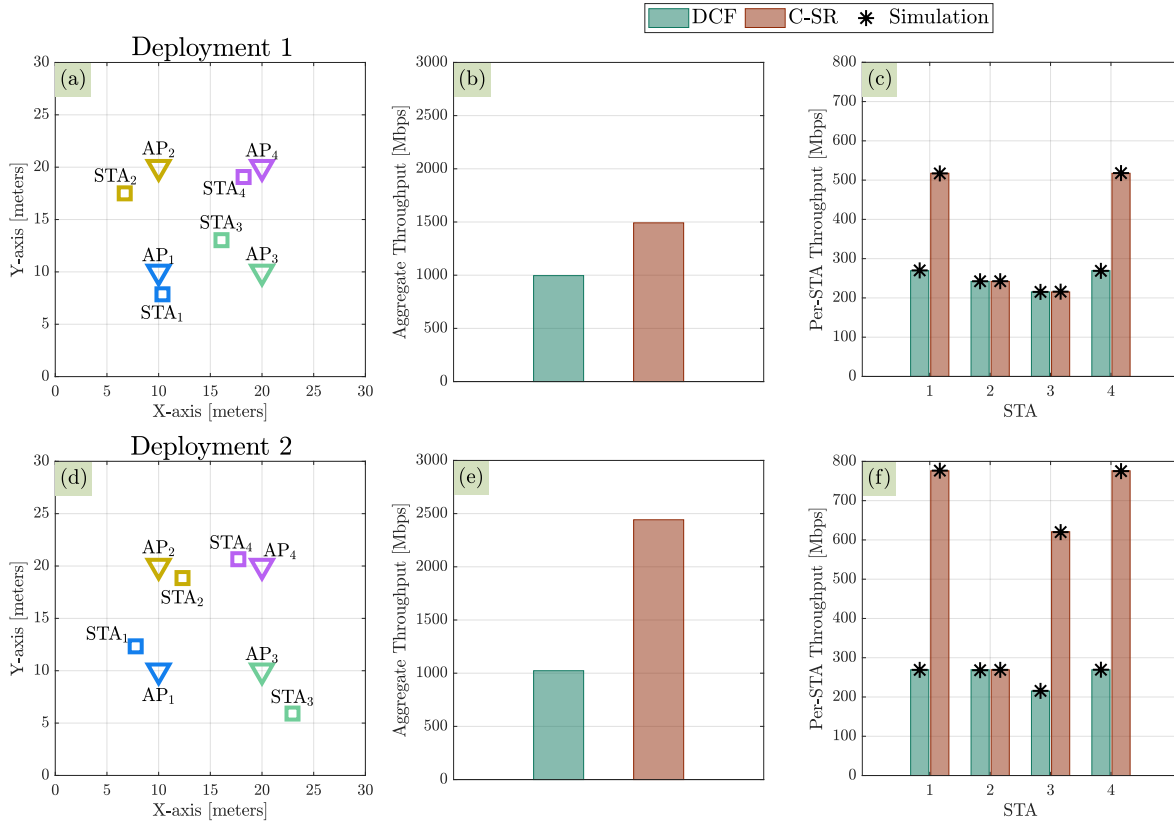 DCF C-SR Simulation
Deployment 1
(a)
30
25
20
15
10
5
0
0 5 10 15 20 25 30
Y-axis [meters]
X-axis [meters]
AP2
AP4
STA2
STA4
STA3
AP1
AP3
STA1
(b)
3000
2500
2000
1500
1000
500
0
Aggregate Throughput [Mbps]
(c)
800
700
600
500
400
300
200
100
0
Per-STA Throughput [Mbps]
1 2 3 4
STA
Deployment 2
(d)
30
25
20
15
10
5
0
0 5 10 15 20 25 30
Y-axis [meters]
X-axis [meters]
AP2
STA4
AP4
STA2
STA1
AP3
AP1
STA3
(e)
3000
2500
2000
1500
1000
500
0
Aggregate Throughput [Mbps]
(f)
800
700
600
500
400
300
200
100
0
Per-STA Throughput [Mbps]
1 2 3 4
STA